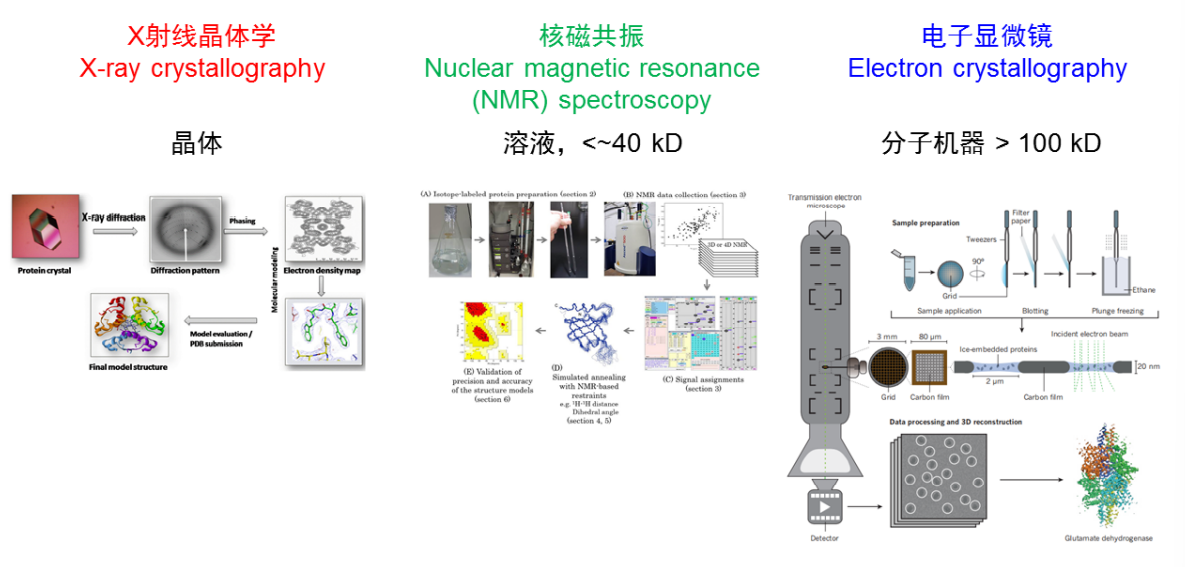 X射线晶体学
X-ray crystallography
晶体
X-ray diffraction
Phasing
Protein crystal
Diffraction pattern
Electron density map
Molecular modeling
Model evaluation /
PDB submission
Final model structure
核磁共振
Nuclear magnetic resonance
(NMR) spectroscopy
溶液，<~40 kD
(A) Isotope-labeled protein preparation (section 2)
(B) NMR data collection (section 3)
3D or 4D NMR
(C) Signal assignments
(section 3)
(D)
Simulated annealing
with NMR-based
restraints
e.g. ¹H-¹H distance
Dihedral angle
(section 4, 5)
(E) Validation of
precision and accuracy
of the structure models
(section 6)
电子显微镜
Electron crystallography
分子机器 > 100 kD
Transmission electron
microscope
Sample preparation
Filter
paper
Tweezers
90º
Grid
Ethane
Sample application
Blotting
Plunge freezing
3 mm
80 µm
Incident electron beam
Ice-embedded proteins
20 nm
2 µm
Grid
Carbon film
Carbon film
Data processing and 3D reconstruction
Detector
Glutamate dehydrogenase